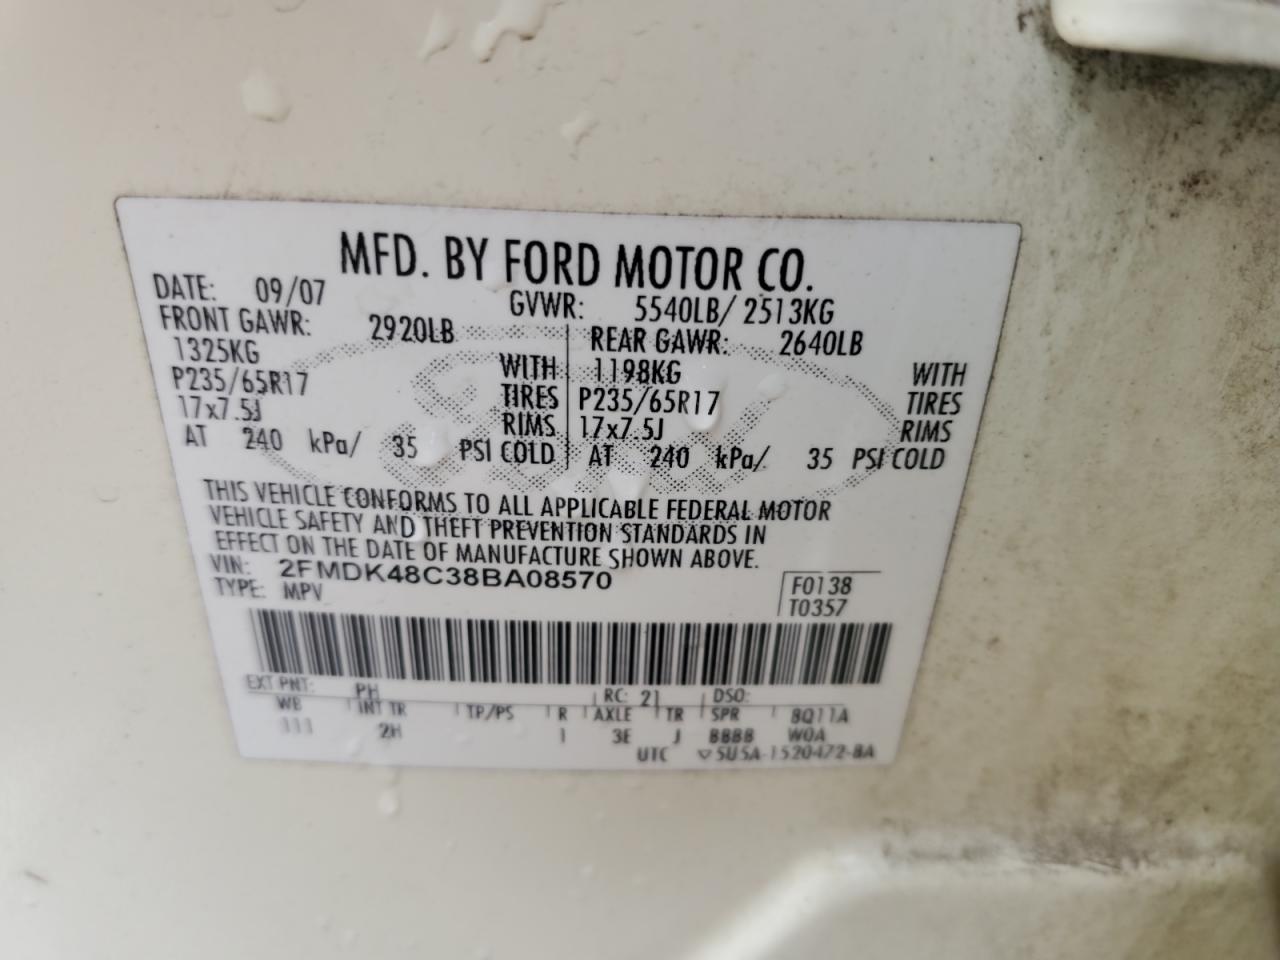 MFD. BY FORD MOTOR CO.
DATE: 09/07 GVWR: 5540LB/ 2513KG
FRONT GAWR: 2920LB REAR GAWR: 2640LB
1325KG WITH 1198KG WITH
P235/65R17 TIRES P235/65R17 TIRES
17x7.5J RIMS 17x7.5J RIMS
AT 240 kPa/ 35 PSI COLD AT 240 kPa/ 35 PSI COLD
THIS VEHICLE CONFORMS TO ALL APPLICABLE FEDERAL MOTOR
VEHICLE SAFETY AND THEFT PREVENTION STANDARDS IN
EFFECT ON THE DATE OF MANUFACTURE SHOWN ABOVE.
VIN: 2FMDK48C38BA08570 F0138
TYPE: MPV T0357
EXT PNT: PH RC: 21 DSO:
WB INT TR TP/PS R AXLE TR SPR 8Q11A
2H 1 3E J BBBB W0A
UTC ▽5U5A-1520472-BA